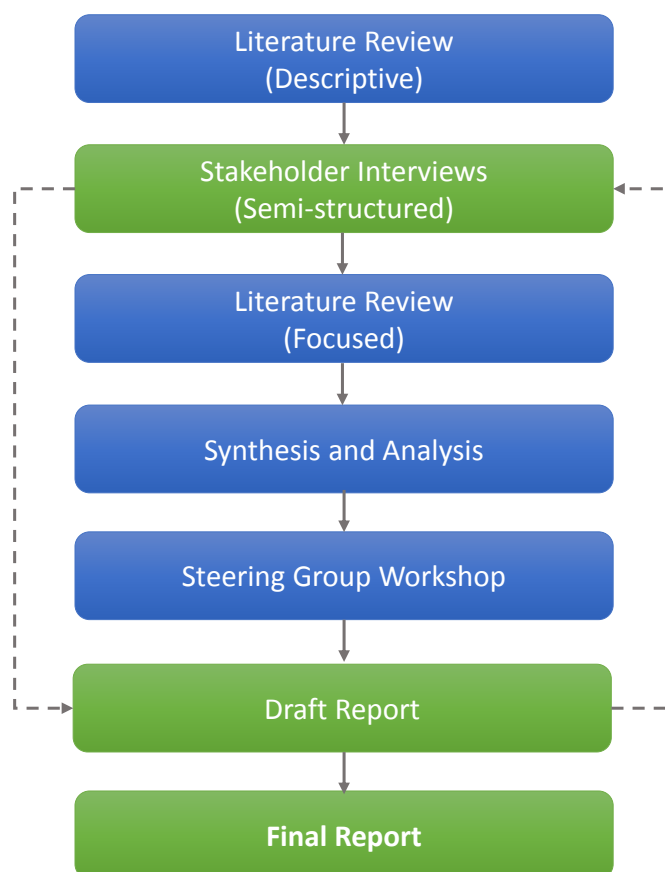 Literature Review
(Descriptive)
Stakeholder Interviews
(Semi-structured)
Literature Review
(Focused)
Synthesis and Analysis
Steering Group Workshop
Draft Report
Final Report